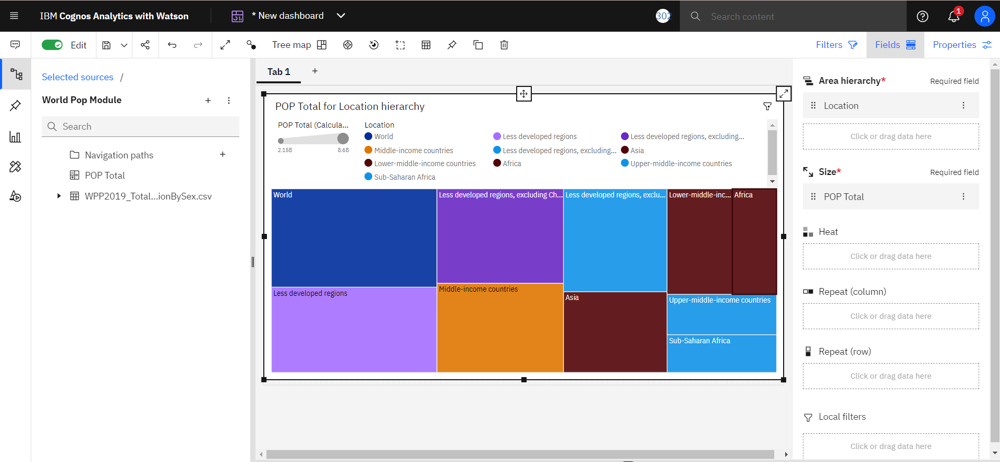 IBM Cognos Analytics with Watson
* New dashboard
302
Search content
1
Edit
Tree map
Filters
Fields
Properties
Selected sources /
World Pop Module
Search
Navigation paths
POP Total
WPP2019_Total...ionBySex.csv
Tab 1
POP Total for Location hierarchy
POP Total (Calcula...
2.15B
8.6B
Location
World
Less developed regions
Less developed regions, excluding...
Middle-income countries
Less developed regions, excluding...
Asia
Lower-middle-income countries
Africa
Upper-middle-income countries
Sub-Saharan Africa
World
Less developed regions, excluding Ch...
Less developed regions, exclu...
Lower-middle-inc...
Africa
Less developed regions
Middle-income countries
Asia
Upper-middle-income countries
Sub-Saharan Africa
Area hierarchy*
Required field
Location
Click or drag data here
Size*
Required field
POP Total
Heat
Click or drag data here
Repeat (column)
Click or drag data here
Repeat (row)
Click or drag data here
Local filters
Click or drag data here